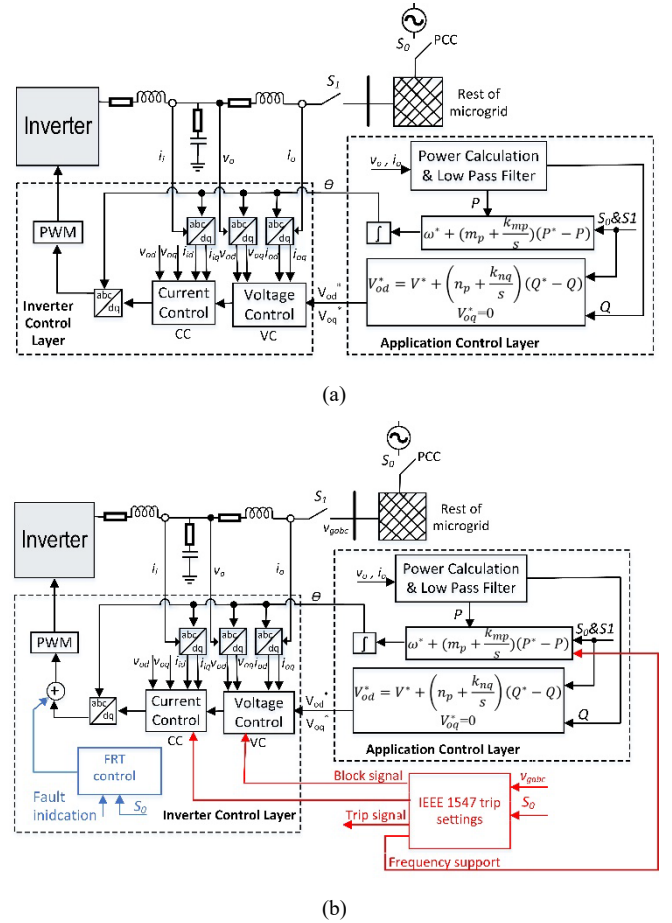 S0
PCC
S1
Rest of
microgrid
Inverter
ii
vo
io
vo , io
Power Calculation
& Low Pass Filter
θ
P
S0&S1
PWM
abc
dq
abc
dq
abc
dq
∫
ω* + (mp + kmp/s)(P* − P)
vod
voq
iid
iiq
vod
voq
iod
ioq
abc
dq
Current
Control
CC
Voltage
Control
VC
Vod*
Voq*
V*od = V* + (np + knq/s)(Q* − Q)
V*oq=0
Q
Inverter
Control
Layer
Application Control Layer
(a)
S0
PCC
S1
vgabc
Rest of
microgrid
Inverter
ii
vo
io
vo , io
Power Calculation
& Low Pass Filter
θ
P
S0&S1
PWM
abc
dq
abc
dq
abc
dq
∫
ω* + (mp + kmp/s)(P* − P)
vod
voq
iid
iiq
vod
voq
iod
ioq
+
abc
dq
Current
Control
CC
Voltage
Control
VC
Vod*
Voq*
V*od = V* + (np + knq/s)(Q* − Q)
V*oq=0
Q
Application Control Layer
FRT
control
Fault
inidcation
S0
Inverter Control Layer
Block signal
Trip signal
Frequency support
IEEE 1547 trip
settings
vgabc
S0
(b)